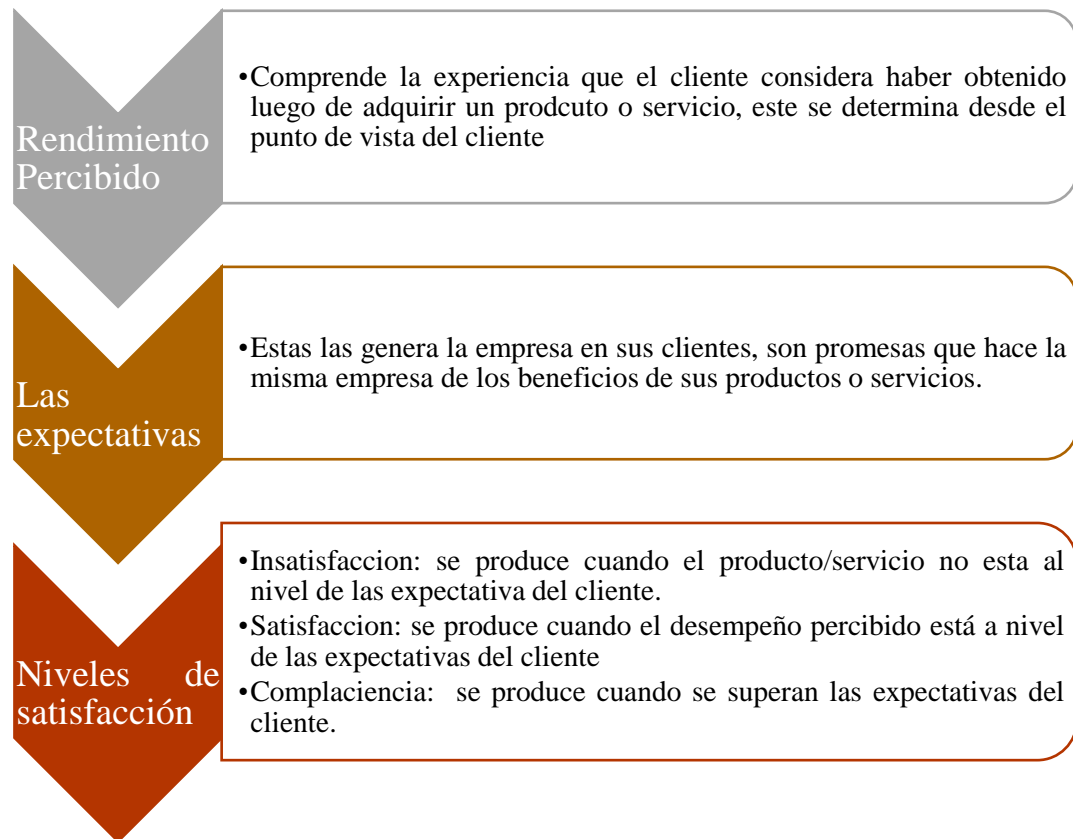 Rendimiento
Percibido
•Comprende la experiencia que el cliente considera haber obtenido
luego de adquirir un prodcuto o servicio, este se determina desde el
punto de vista del cliente
Las
expectativas
•Estas las genera la empresa en sus clientes, son promesas que hace la
misma empresa de los beneficios de sus productos o servicios.
Niveles de
satisfacción
•Insatisfaccion: se produce cuando el producto/servicio no esta al
nivel de las expectativa del cliente.
•Satisfaccion: se produce cuando el desempeño percibido está a nivel
de las expectativas del cliente
•Complaciencia: se produce cuando se superan las expectativas del
cliente.